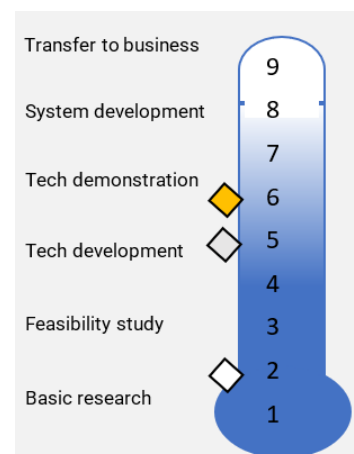 Transfer to business
9
System development
8
7
Tech demonstration
6
5
Tech development
4
Feasibility study
3
2
Basic research
1